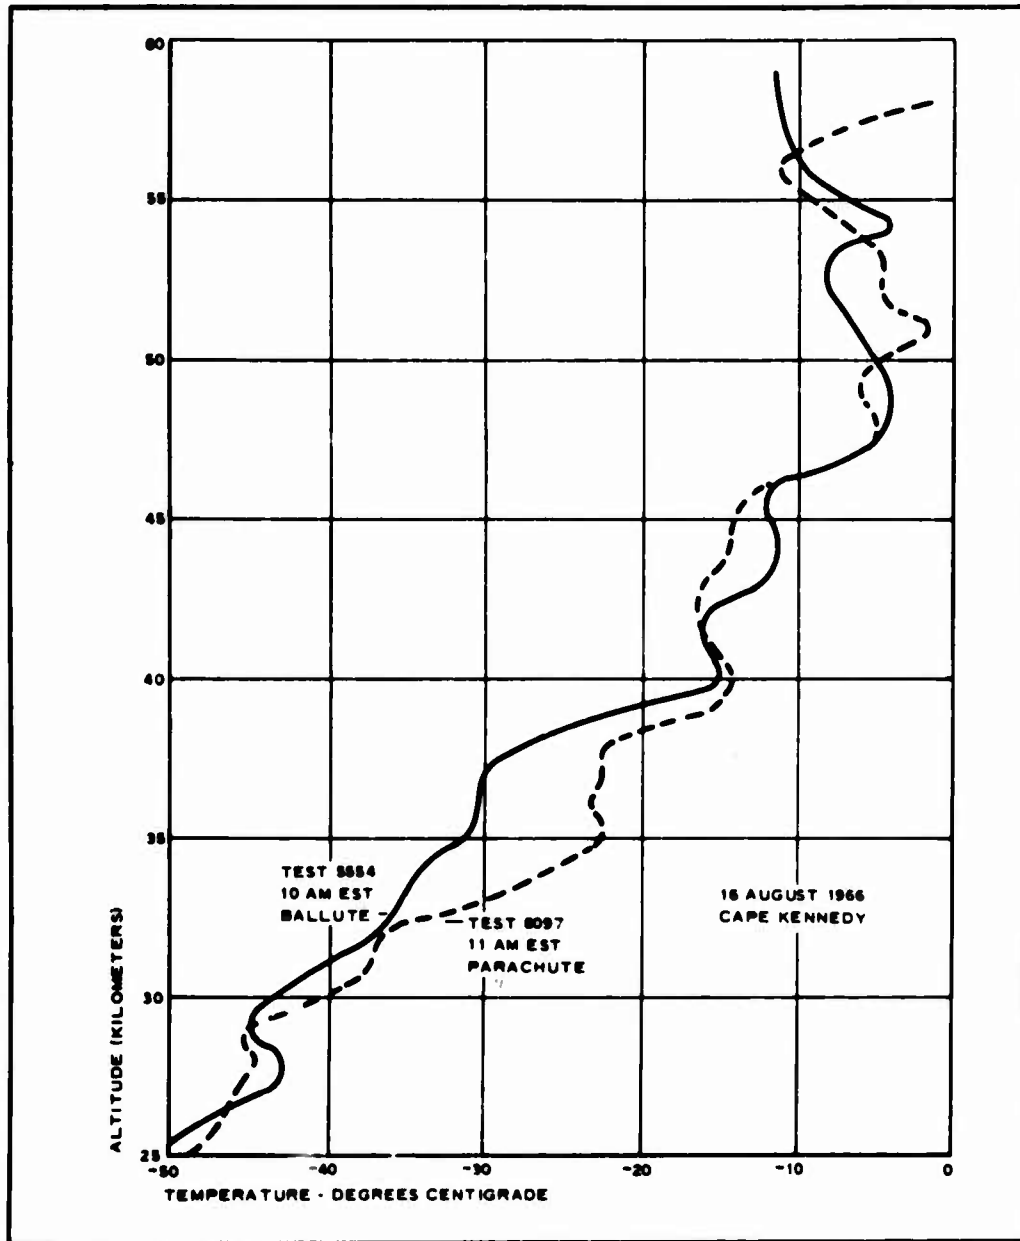 60
55
50
45
40
35
30
25
ALTITUDE (KILOMETERS)
TEST 5554
10 AM EST
BALLUTE
TEST 8097
11 AM EST
PARACHUTE
16 AUGUST 1966
CAPE KENNEDY
-50
-40
-30
-20
-10
0
TEMPERATURE - DEGREES CENTIGRADE